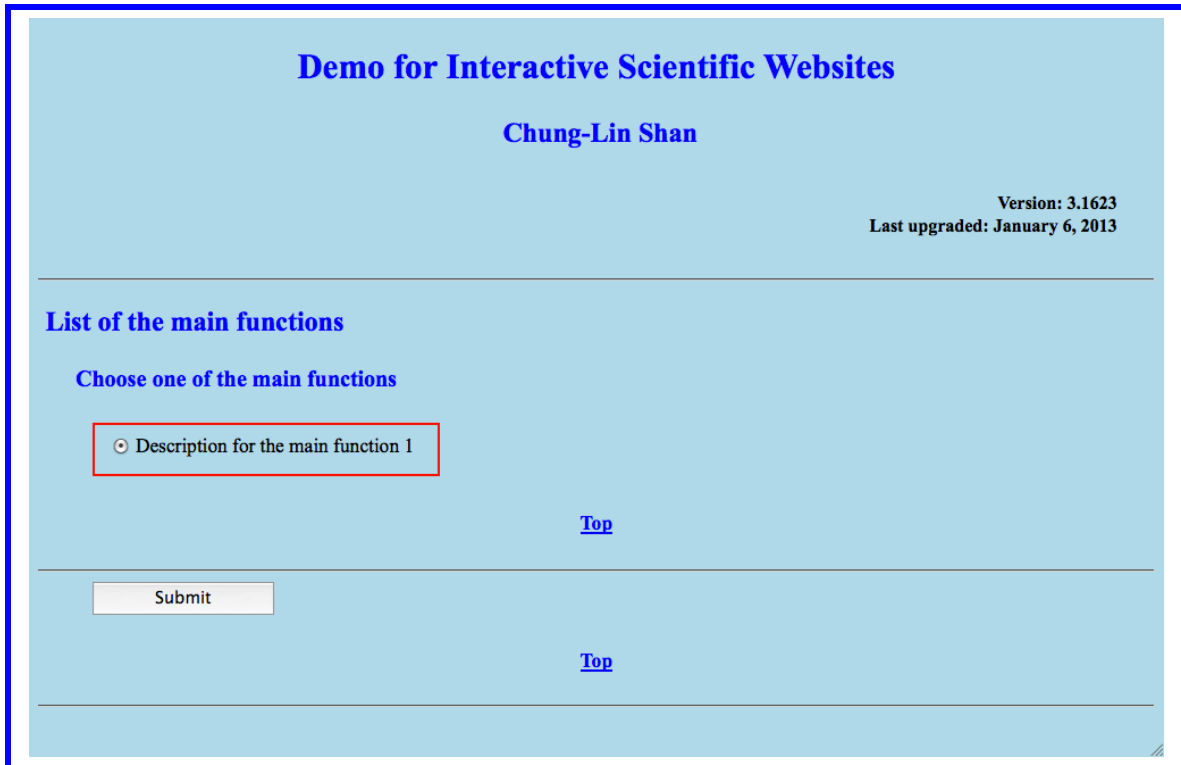 Demo for Interactive Scientific Websites
Chung-Lin Shan
Version: 3.1623
Last upgraded: January 6, 2013
List of the main functions
Choose one of the main functions
Description for the main function 1
Top
Submit
Top